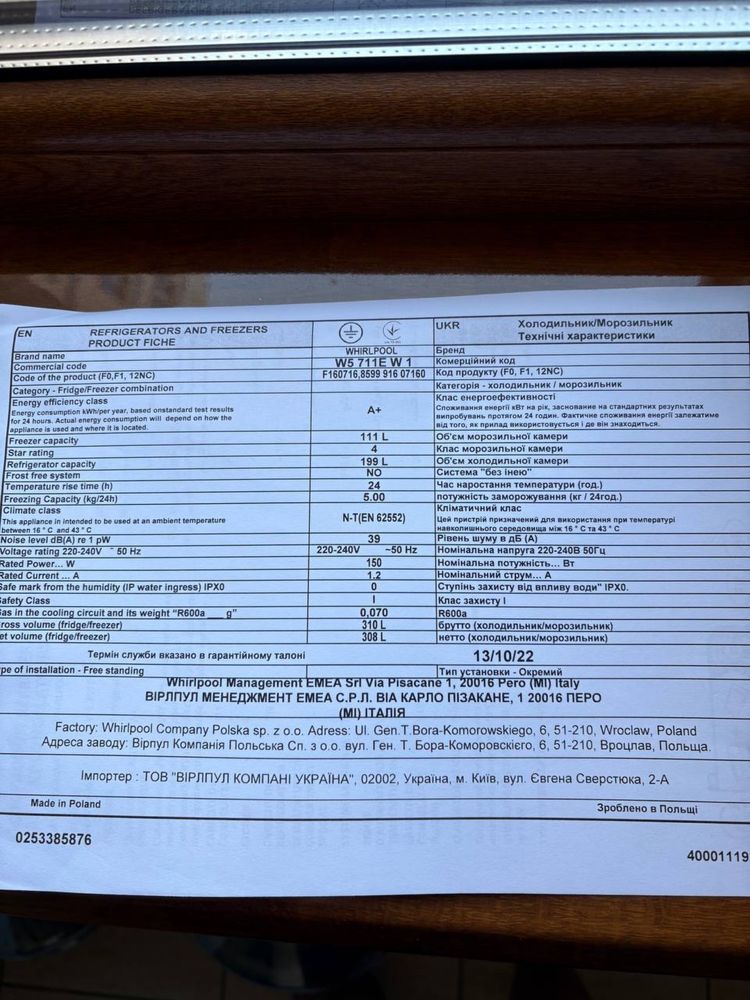 EN REFRIGERATORS AND FREEZERS UKR Холодильник/Морозильник
PRODUCT FICHE Технічні характеристики
Brand name WHIRLPOOL Бренд
Commercial code W5 711E W 1 Комерційний код
Code of the product (F0,F1, 12NC) F160716,8599 916 07160 Код продукту (F0, F1, 12NC)
Category - Fridge/Freezer combination Категорія - холодильник / морозильник
Energy efficiency class A+ Клас енергоефективності
Energy consumption kWh/per year, based onstandard test results Споживання енергії кВт на рік, засноване на стандартних результатах
for 24 hours. Actual energy consumption will depend on how the випробувань протягом 24 годин. Фактичне споживання енергії залежатиме
appliance is used and where it is located. від того, як прилад використовується і де він знаходиться.
Freezer capacity 111 L Об'єм морозильної камери
Star rating 4 Клас морозильної камери
Refrigerator capacity 199 L Об'єм холодильної камери
Frost free system NO Система "без інею"
Temperature rise time (h) 24 Час наростання температури (год.)
Freezing Capacity (kg/24h) 5.00 потужність заморожування (кг / 24год.)
Climate class N-T(EN 62552) Кліматичний клас
This appliance in intended to be used at an ambient temperature Цей пристрій призначений для використання при температурі
between 16 ° C and 43 ° C навколишнього середовища між 16 ° C та 43 ° C
Noise level dB(A) re 1 pW 39 Рівень шуму в дБ (А)
Voltage rating 220-240V ~ 50 Hz 220-240V ~50 Hz Номінальна напруга 220-240В 50Гц
Rated Power... W 150 Номінальна потужність... Вт
Rated Current ... A 1.2 Номінальний струм... А
Safe mark from the humidity (IP water ingress) IPX0 0 Ступінь захисту від впливу води" IPX0.
afety Class I Клас захисту I
as in the cooling circuit and its weight “R600a ___ g” 0,070 R600a
ross volume (fridge/freezer) 310 L брутто (холодильник/морозильник)
et volume (fridge/freezer) 308 L нетто (холодильник/морозильник)
Термін служби вказано в гарантійному талоні 13/10/22
pe of installation - Free standing Тип установки - Окремий
Whirlpool Management EMEA Srl Via Pisacane 1, 20016 Pero (MI) Italy
ВІРЛПУЛ МЕНЕДЖМЕНТ ЕМЕА С.Р.Л. ВІА КАРЛО ПІЗАКАНЕ, 1 20016 ПЕРО
(МІ) ІТАЛІЯ
Factory: Whirlpool Company Polska sp. z o.o. Adress: Ul. Gen.T.Bora-Komorowskiego, 6, 51-210, Wroclaw, Poland
Адреса заводу: Вірпул Компанія Польська Сп. з о.о. вул. Ген. Т. Бора-Коморовскієго, 6, 51-210, Вроцлав, Польща.
Імпортер : ТОВ "ВІРЛПУЛ КОМПАНІ УКРАЇНА", 02002, Україна, м. Київ, вул. Євгена Сверстюка, 2-А
Made in Poland Зроблено в Польщі
0253385876
40001119